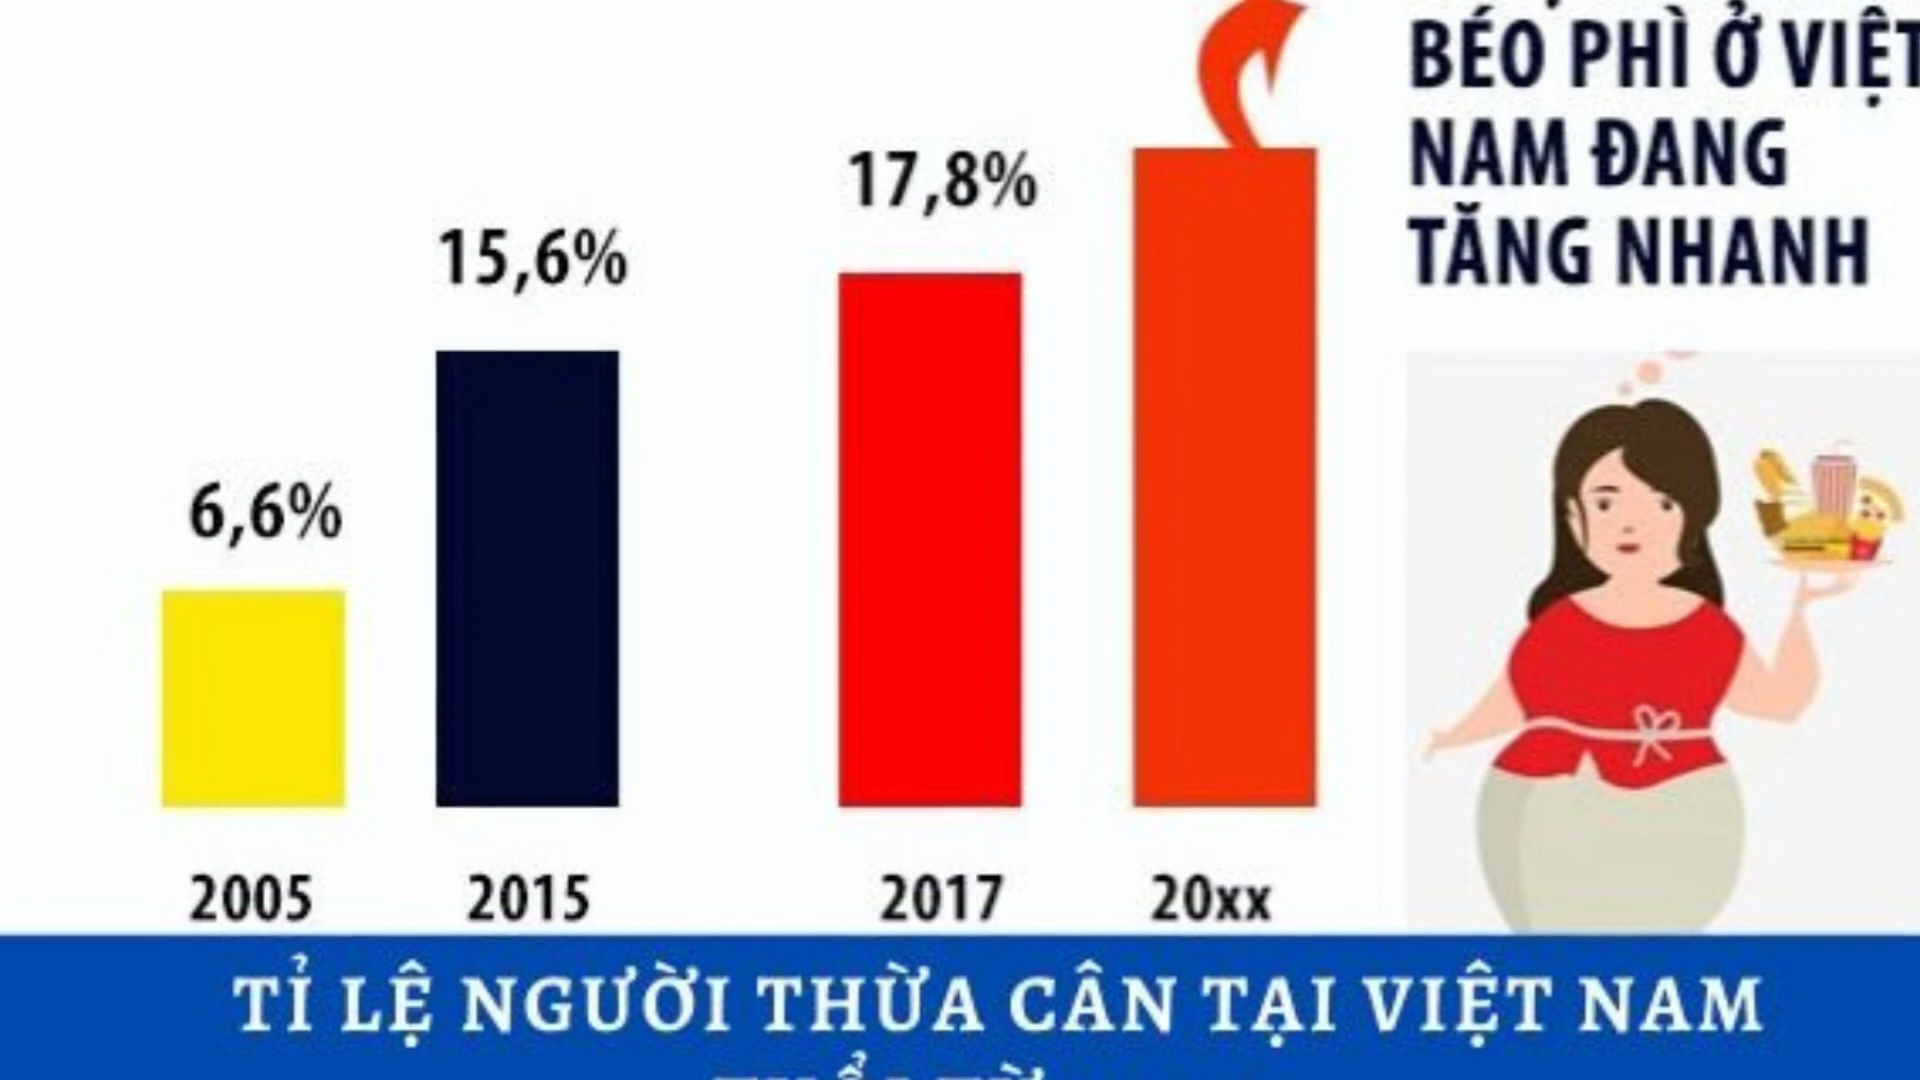 BÉO PHÌ Ở VIỆT
NAM ĐANG
TĂNG NHANH
17,8%
15,6%
6,6%
2005 2015 2017 20xx
TỈ LỆ NGƯỜI THỪA CÂN TẠI VIỆT NAM